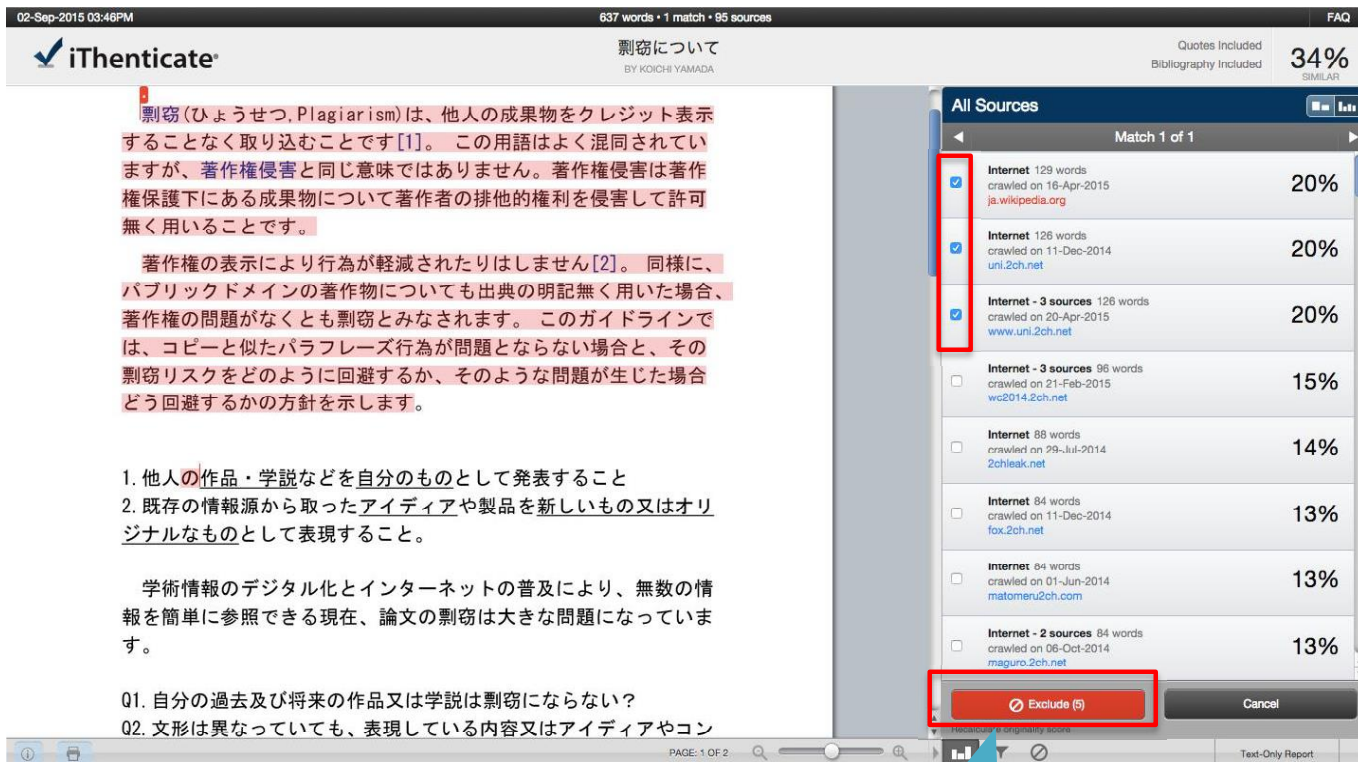 02-Sep-2015 03:46PM
637 words • 1 match • 95 sources
FAQ
iThenticate
剽窃について
BY KOICHI YAMADA
Quotes Included
Bibliography Included
34%
SIMILAR
剽窃(ひょうせつ,Plagiarism)は、他人の成果物をクレジット表示
することなく取り込むことです[1]。 この用語はよく混同されてい
ますが、著作権侵害と同じ意味ではありません。著作権侵害は著作
権保護下にある成果物について著作者の排他的権利を侵害して許可
無く用いることです。
著作権の表示により行為が軽減されたりはしません[2]。 同様に、
パブリックドメインの著作物についても出典の明記無く用いた場合、
著作権の問題がなくとも剽窃とみなされます。 このガイドラインで
は、コピーと似たパラフレーズ行為が問題とならない場合と、その
剽窃リスクをどのように回避するか、そのような問題が生じた場合
どう回避するかの方針を示します。
1. 他人の作品・学説などを自分のものとして発表すること
2. 既存の情報源から取ったアイディアや製品を新しいもの又はオリ
ジナルなものとして表現すること。
学術情報のデジタル化とインターネットの普及により、無数の情
報を簡単に参照できる現在、論文の剽窃は大きな問題になっていま
す。
Q1. 自分の過去及び将来の作品又は学説は剽窃にならない？
Q2. 文形は異なっていても、表現している内容又はアイディアやコン
PAGE: 1 OF 2
All Sources
Match 1 of 1
Internet 129 words
crawled on 16-Apr-2015
ja.wikipedia.org
20%
Internet 126 words
crawled on 11-Dec-2014
uni.2ch.net
20%
Internet - 3 sources 126 words
crawled on 20-Apr-2015
www.uni.2ch.net
20%
Internet - 3 sources 96 words
crawled on 21-Feb-2015
wc2014.2ch.net
15%
Internet 88 words
crawled on 29-Jul-2014
2chleak.net
14%
Internet 84 words
crawled on 11-Dec-2014
fox.2ch.net
13%
Internet 84 words
crawled on 01-Jun-2014
matomeru2ch.com
13%
Internet - 2 sources 84 words
crawled on 06-Oct-2014
maguro.2ch.net
13%
Exclude (5)
Cancel
Recalculate originality score
Text-Only Report